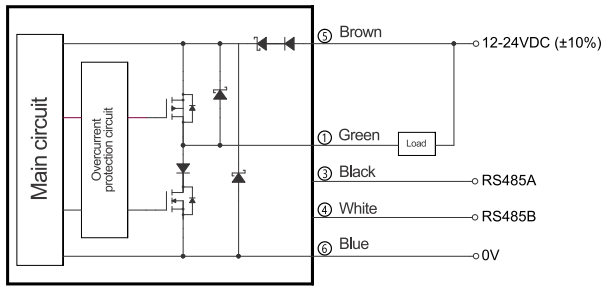 Main circuit
Overcurrent
protection circuit
⑤ Brown
12-24VDC (±10%)
① Green
Load
③ Black
RS485A
④ White
RS485B
⑥ Blue
0V